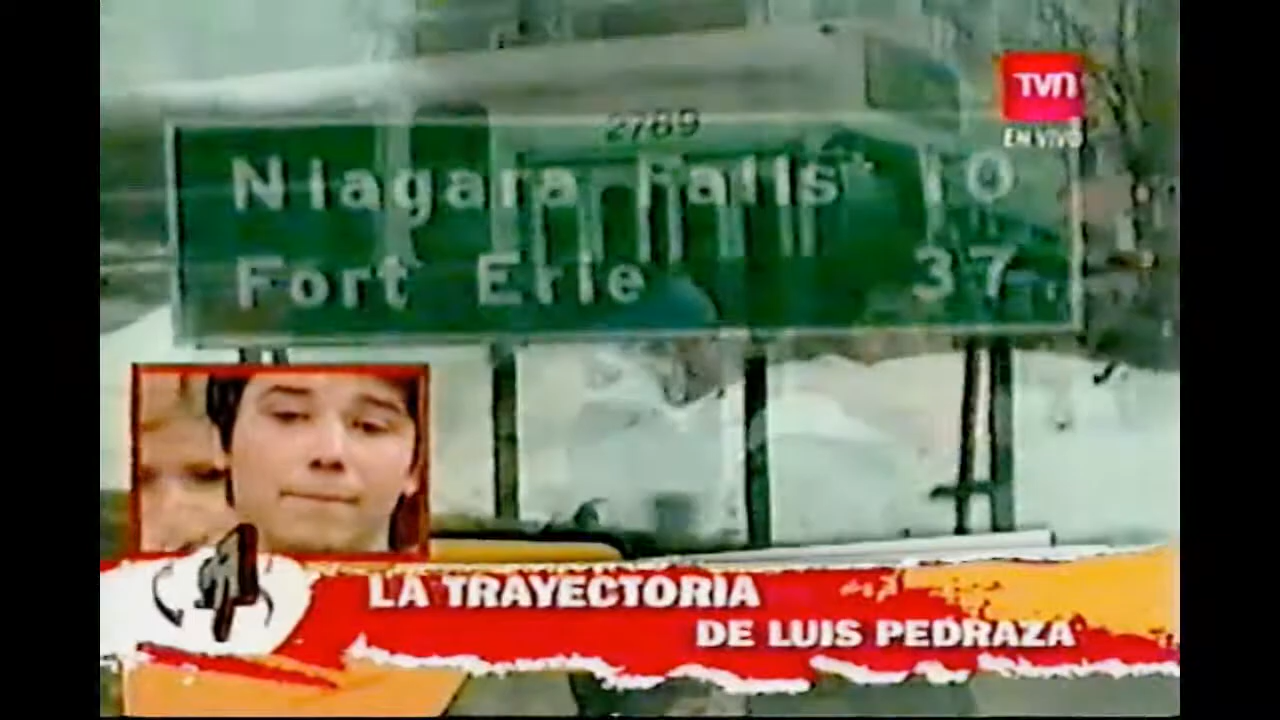 TVN
EN VIVO
2789
Niagara Falls 10
Fort Erie 37
LA TRAYECTORIA
DE LUIS PEDRAZA